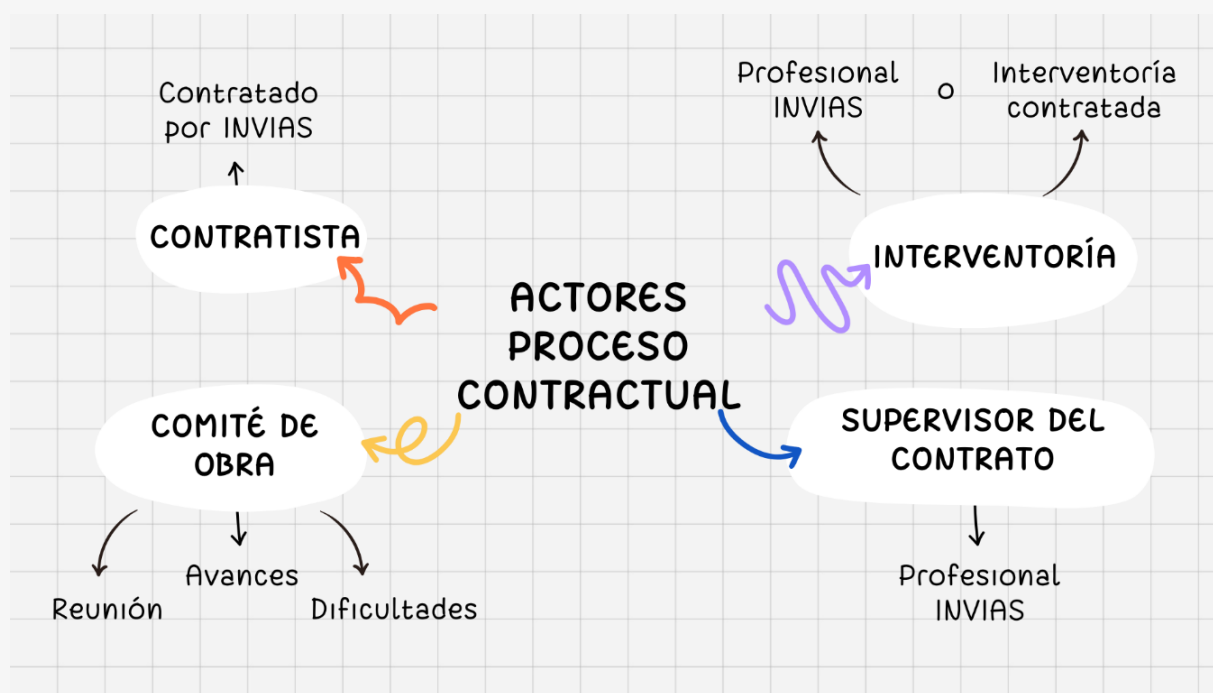 Contratado
por INVIAS
CONTRATISTA
Profesional
INVIAS
o
Interventoría
contratada
INTERVENTORÍA
ACTORES
PROCESO
CONTRACTUAL
COMITÉ DE
OBRA
Reunión
Avances
Dificultades
SUPERVISOR DEL
CONTRATO
Profesional
INVIAS